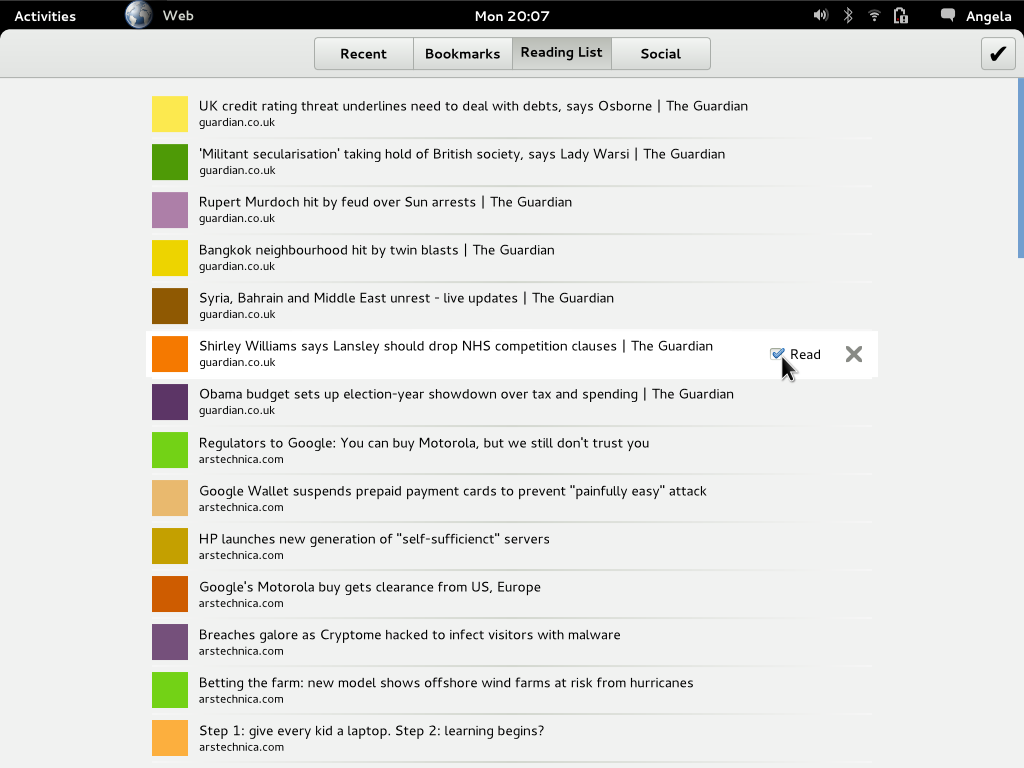 Activities Web Mon 20:07 Angela
Recent Bookmarks Reading List Social
UK credit rating threat underlines need to deal with debts, says Osborne | The Guardian
guardian.co.uk
'Militant secularisation' taking hold of British society, says Lady Warsi | The Guardian
guardian.co.uk
Rupert Murdoch hit by feud over Sun arrests | The Guardian
guardian.co.uk
Bangkok neighbourhood hit by twin blasts | The Guardian
guardian.co.uk
Syria, Bahrain and Middle East unrest - live updates | The Guardian
guardian.co.uk
Shirley Williams says Lansley should drop NHS competition clauses | The Guardian
guardian.co.uk
Read
Obama budget sets up election-year showdown over tax and spending | The Guardian
guardian.co.uk
Regulators to Google: You can buy Motorola, but we still don't trust you
arstechnica.com
Google Wallet suspends prepaid payment cards to prevent "painfully easy" attack
arstechnica.com
HP launches new generation of "self-sufficienct" servers
arstechnica.com
Google's Motorola buy gets clearance from US, Europe
arstechnica.com
Breaches galore as Cryptome hacked to infect visitors with malware
arstechnica.com
Betting the farm: new model shows offshore wind farms at risk from hurricanes
arstechnica.com
Step 1: give every kid a laptop. Step 2: learning begins?
arstechnica.com